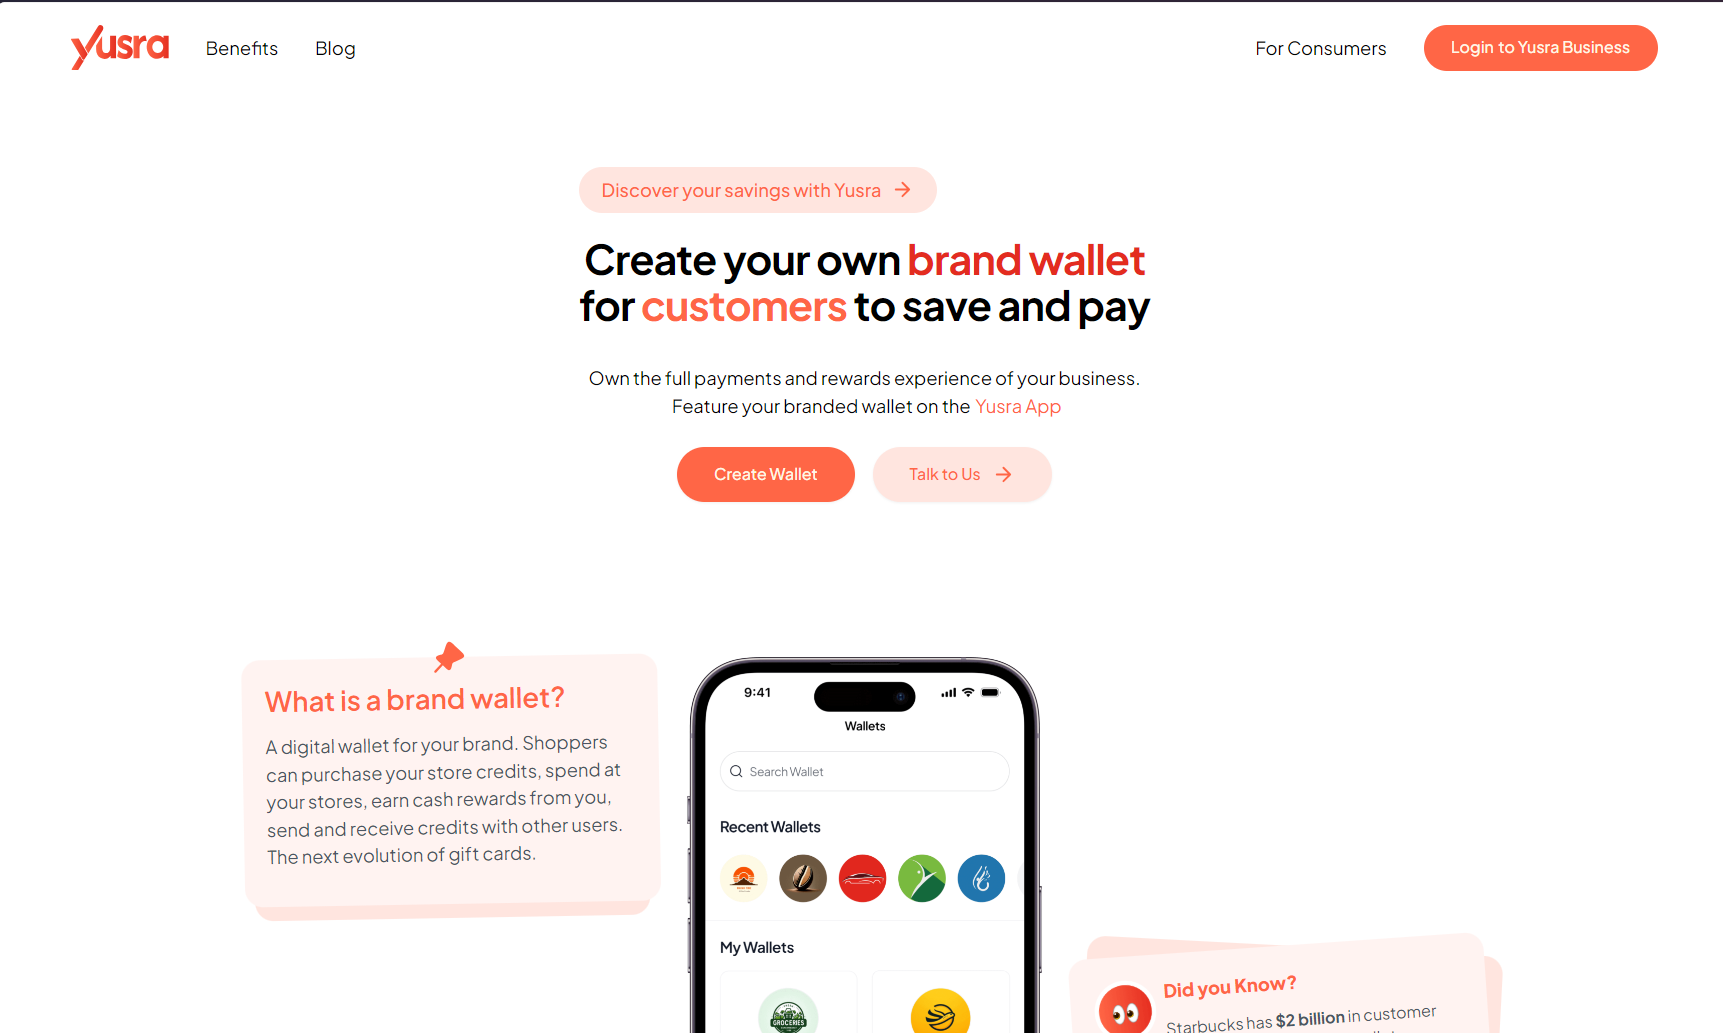 yusra
Benefits
Blog
For Consumers
Login to Yusra Business
Discover your savings with Yusra
Create your own brand wallet
for customers to save and pay
Own the full payments and rewards experience of your business.
Feature your branded wallet on the Yusra App
Create Wallet
Talk to Us
What is a brand wallet?
A digital wallet for your brand. Shoppers
can purchase your store credits, spend at
your stores, earn cash rewards from you,
send and receive credits with other users.
The next evolution of gift cards.
9:41
Wallets
Search Wallet
Recent Wallets
My Wallets
GROCERIES
Did you Know?
Starbucks has $2 billion in customer